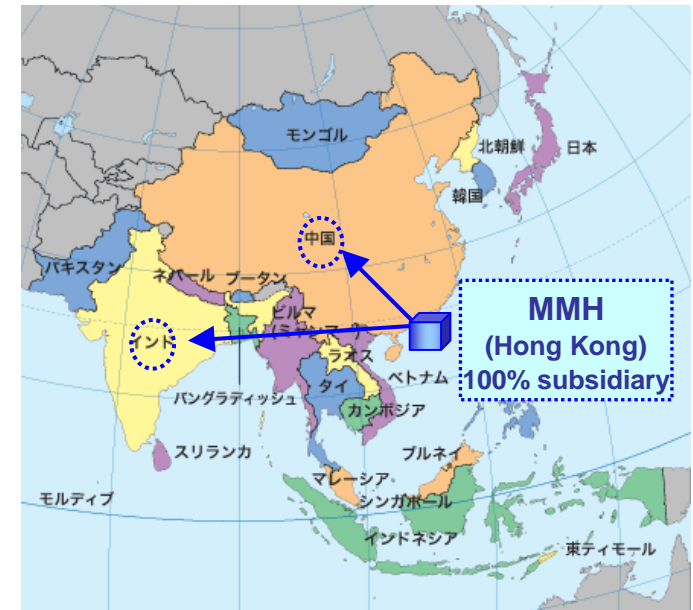 モンゴル
北朝鮮
日本
韓国
中国
パキスタン
ネパール
ブータン
ビルマ
(ミャンマー)
インド
ラオス
ベトナム
タイ
カンボジア
バングラディッシュ
スリランカ
ブルネイ
マレーシア
シンガポール
モルディブ
インドネシア
東ティモール
MMH
(Hong Kong)
100% subsidiary